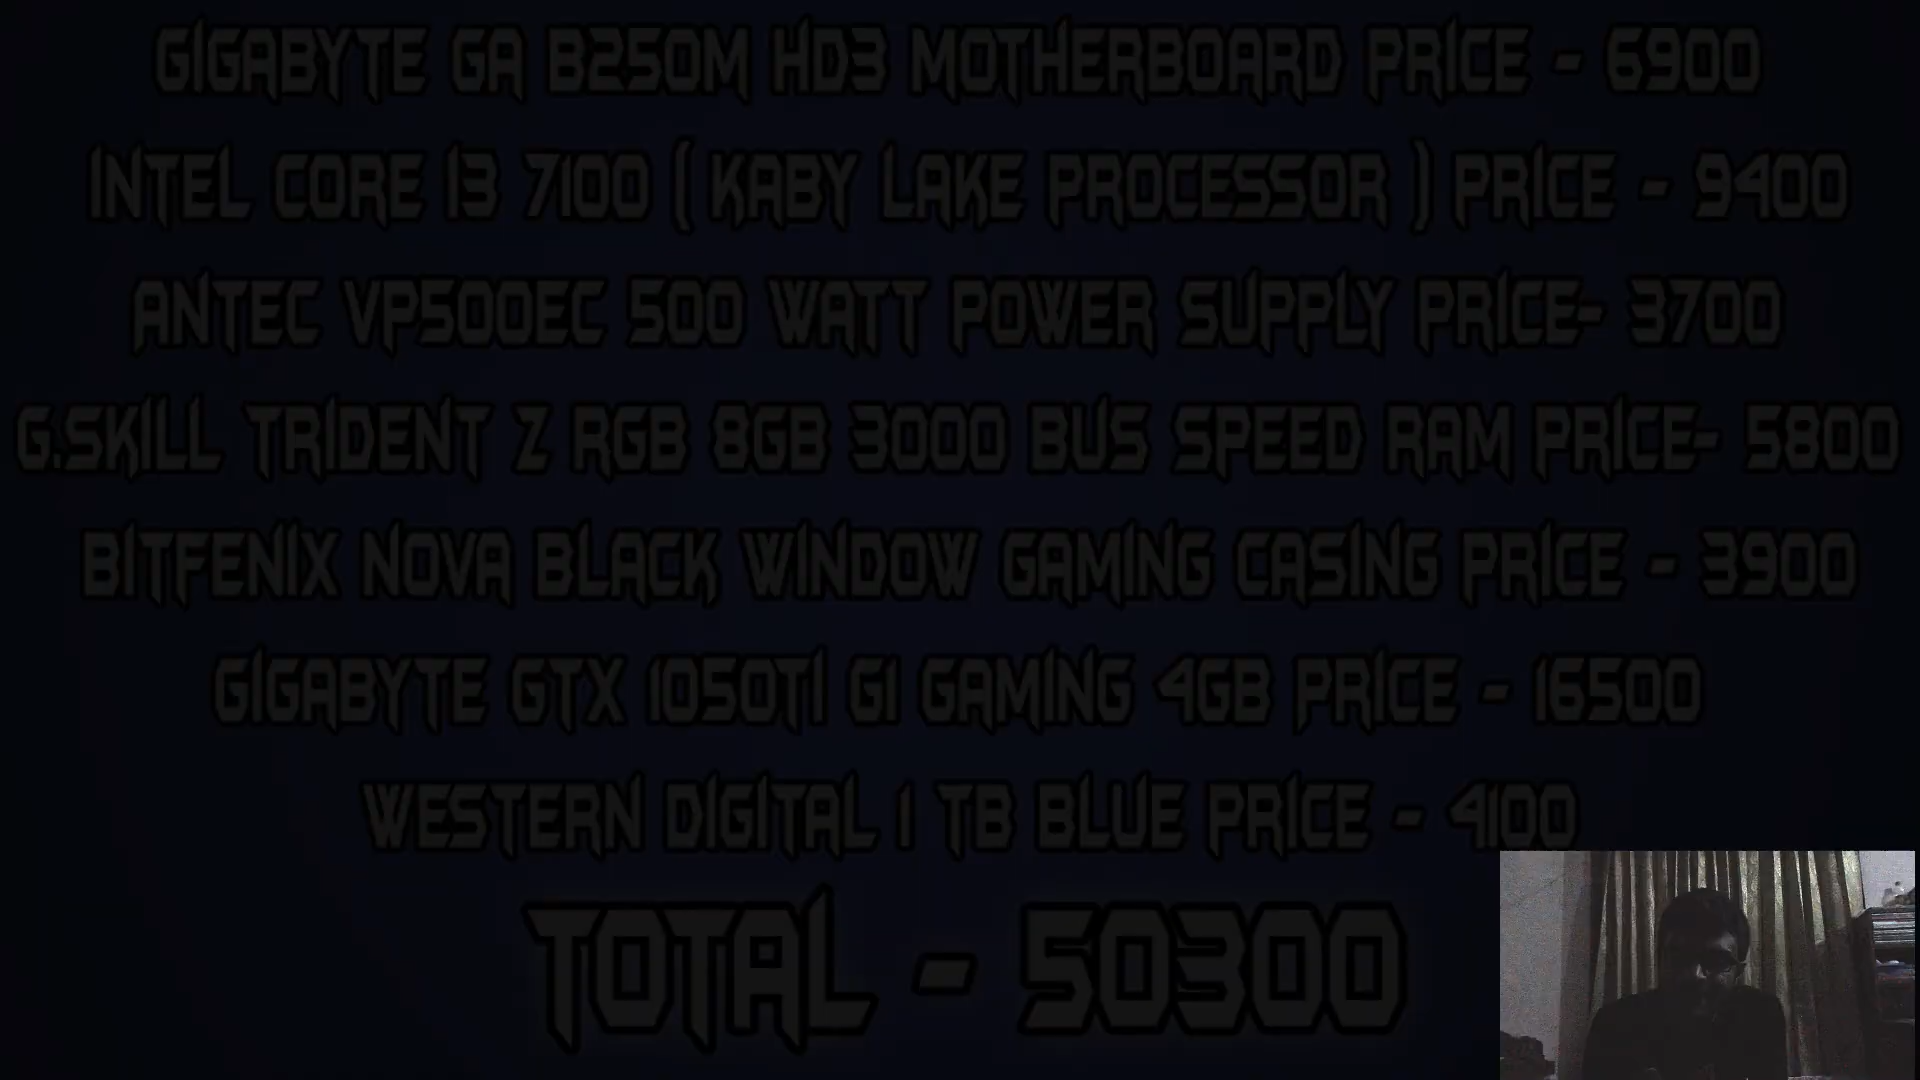 GIGABYTE GA B250M HD3 MOTHERBOARD PRICE - 6900
INTEL CORE I3 7100 ( KABY LAKE PROCESSOR ) PRICE - 9400
ANTEC VP500EC 500 WATT POWER SUPPLY PRICE- 3700
G.SKILL TRIDENT Z RGB 8GB 3000 BUS SPEED RAM PRICE- 5800
BITFENIX NOVA BLACK WINDOW GAMING CASING PRICE - 3900
GIGABYTE GTX 1050TI G1 GAMING 4GB PRICE - 16500
WESTERN DIGITAL 1 TB BLUE PRICE - 4100
TOTAL - 50300